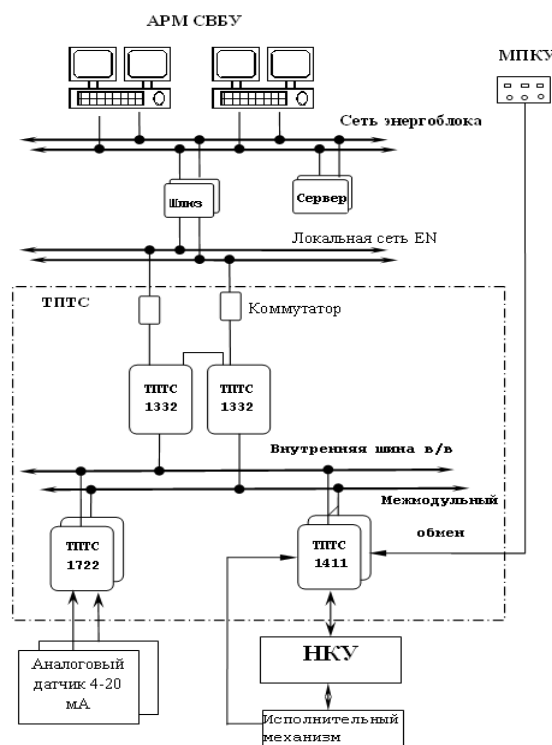 АРМ СВБУ
МПКУ
Сеть энергоблока
Шлюз
Сервер
Локальная сеть EN
ТПТС
Коммутатор
ТПТС
1332
ТПТС
1332
Внутренняя шина в/в
Межмодульный
обмен
ТПТС
1722
ТПТС
1411
Аналоговый
датчик 4-20
мА
НКУ
Исполнительный
механизм